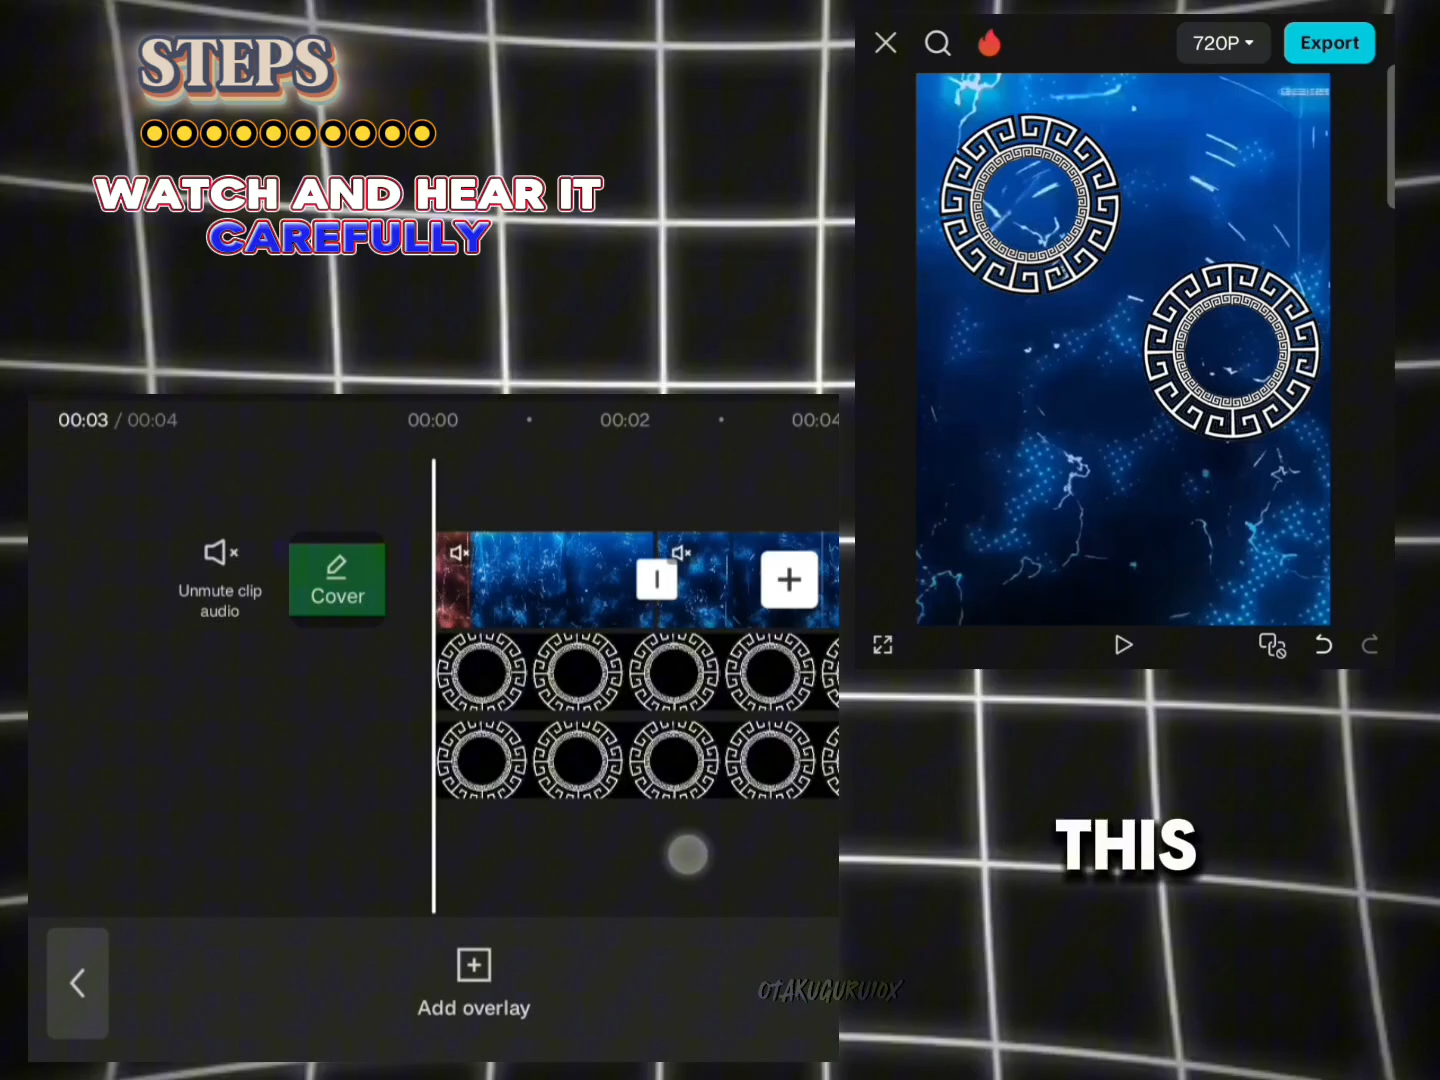 STEPS
WATCH AND HEAR IT
CAREFULLY
720P
Export
00:03 / 00:04
00:00
00:02
00:04
Unmute clip
audio
Cover
THIS
Add overlay
OTAKUGURU10X